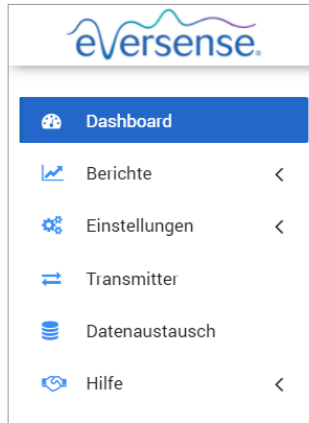 eversense.
Dashboard
Berichte
Einstellungen
Transmitter
Datenaustausch
Hilfe